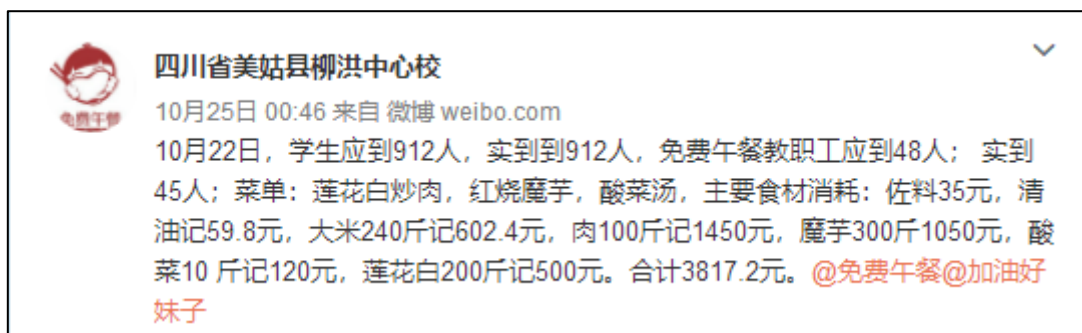 四川省美姑县柳洪中心校
10月25日 00:46 来自 微博 weibo.com
免费午餐
10月22日，学生应到912人，实到到912人，免费午餐教职工应到48人； 实到
45人；菜单：莲花白炒肉，红烧魔芋，酸菜汤，主要食材消耗：佐料35元，清
油记59.8元，大米240斤记602.4元，肉100斤记1450元，魔芋300斤1050元，酸
菜10 斤记120元，莲花白200斤记500元。合计3817.2元。@免费午餐@加油好
妹子